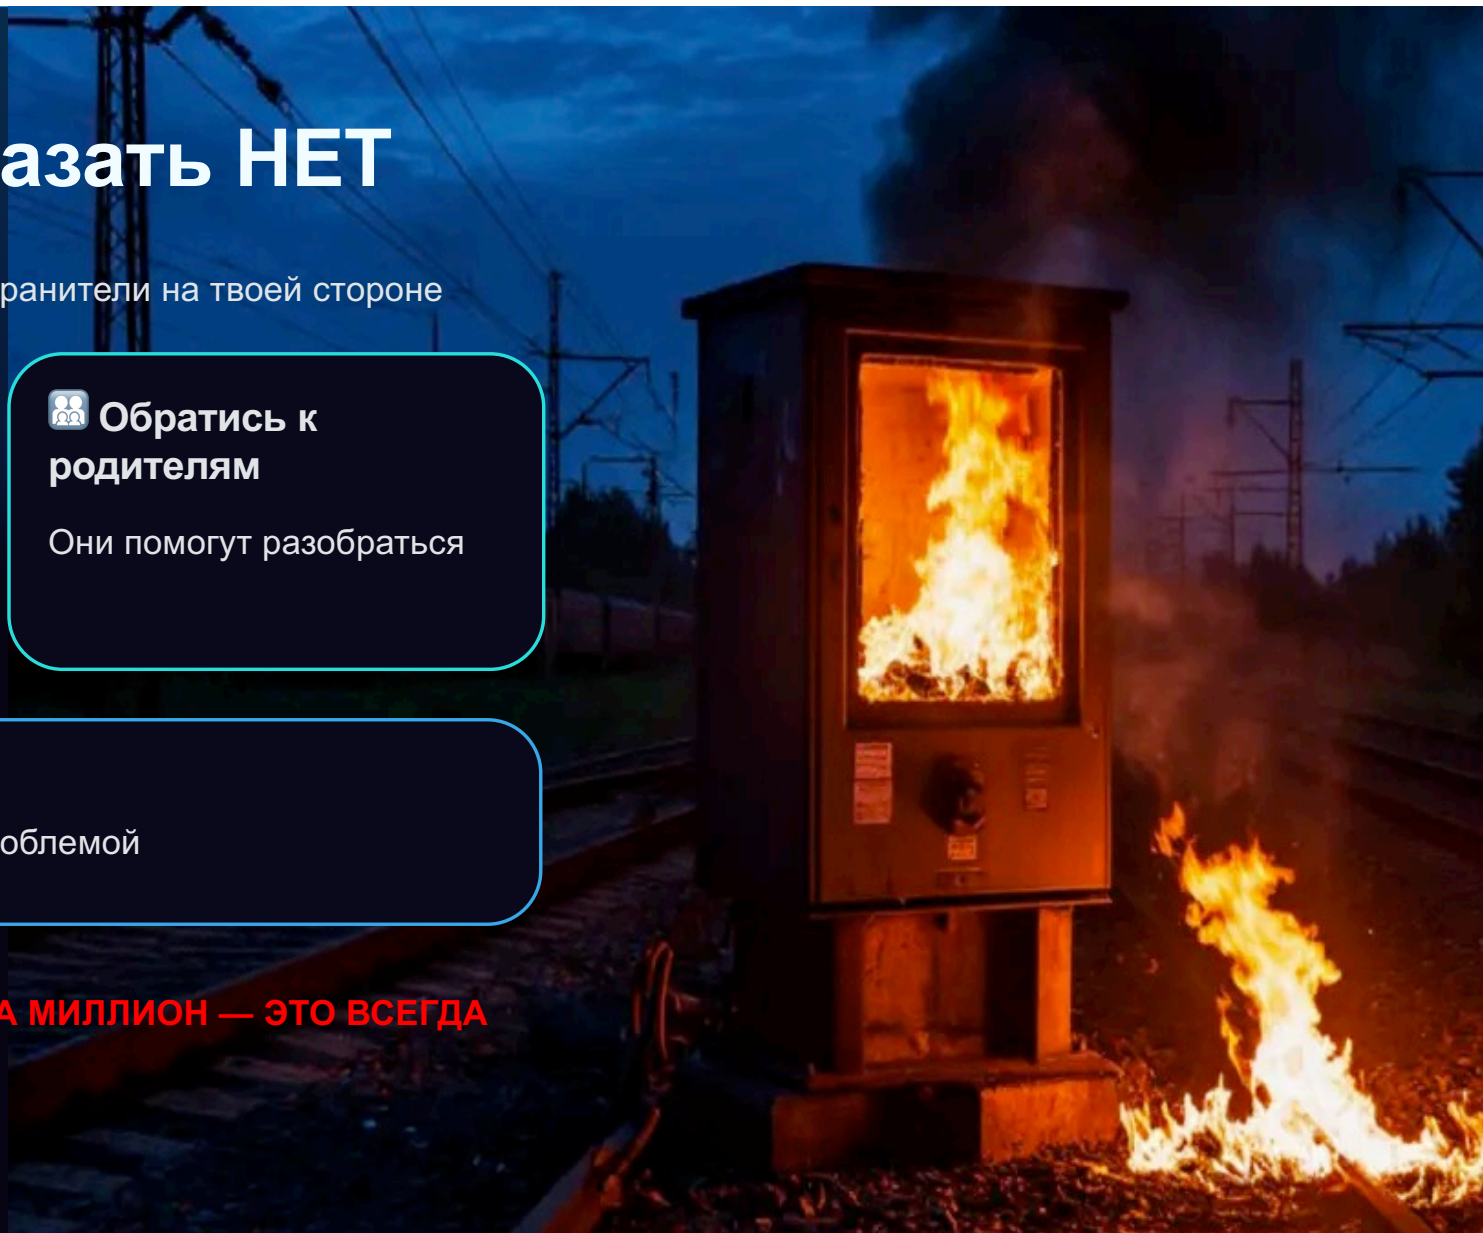 азать НЕТ
ранители на твоей стороне
Обратись к
родителям
Они помогут разобраться
облемой
А МИЛЛИОН — ЭТО ВСЕГДА